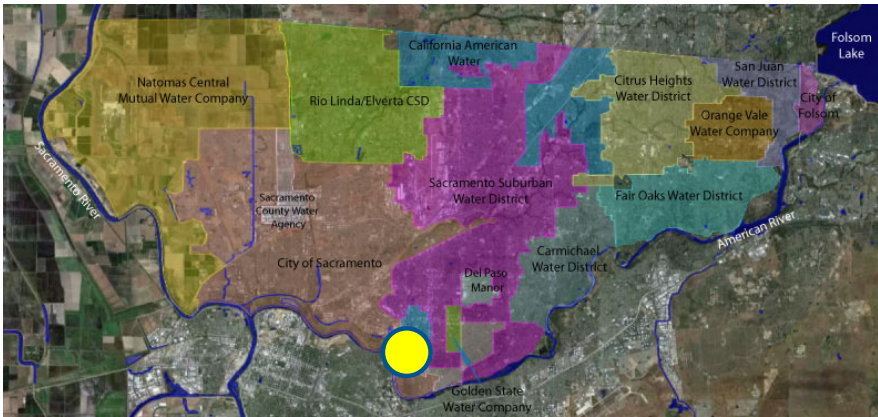 Folsom
Lake
California American
Water
San Juan
Water District
Natomas Central
Mutual Water Company
Citrus Heights
Water District
Rio Linda/Elverta CSD
City of
Folsom
Orange Vale
Water Company
Sacramento River
Sacramento Suburban
Water District
Fair Oaks Water District
Sacramento
County Water
Agency
American River
Carmichael
Water District
City of Sacramento
Del Paso
Manor
Golden State
Water Company